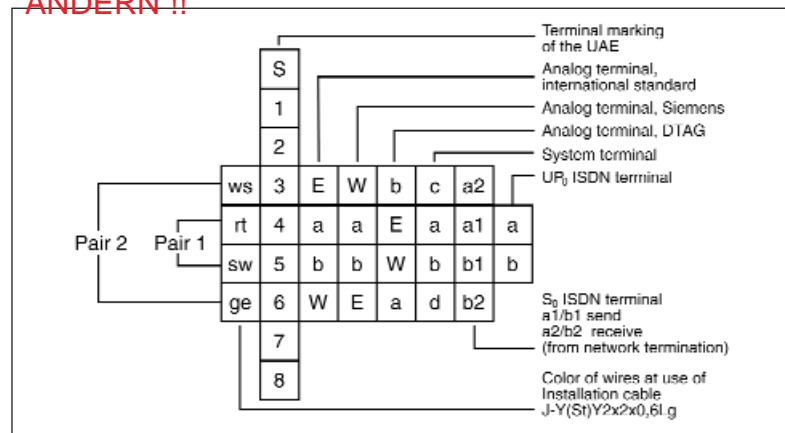 ÄNDERN !!
Terminal marking
of the UAE
Analog terminal,
international standard
Analog terminal, Siemens
Analog terminal, DTAG
System terminal
UP₀ ISDN terminal
S
1
2
ws 3 E W b c a2
rt 4 a a E a a1 a
sw 5 b b W b b1 b
ge 6 W E a d b2
7
8
Pair 2 Pair 1
S₀ ISDN terminal
a1/b1 send
a2/b2 receive
(from network termination)
Color of wires at use of
Installation cable
J-Y(St)Y2x2x0,6Lg